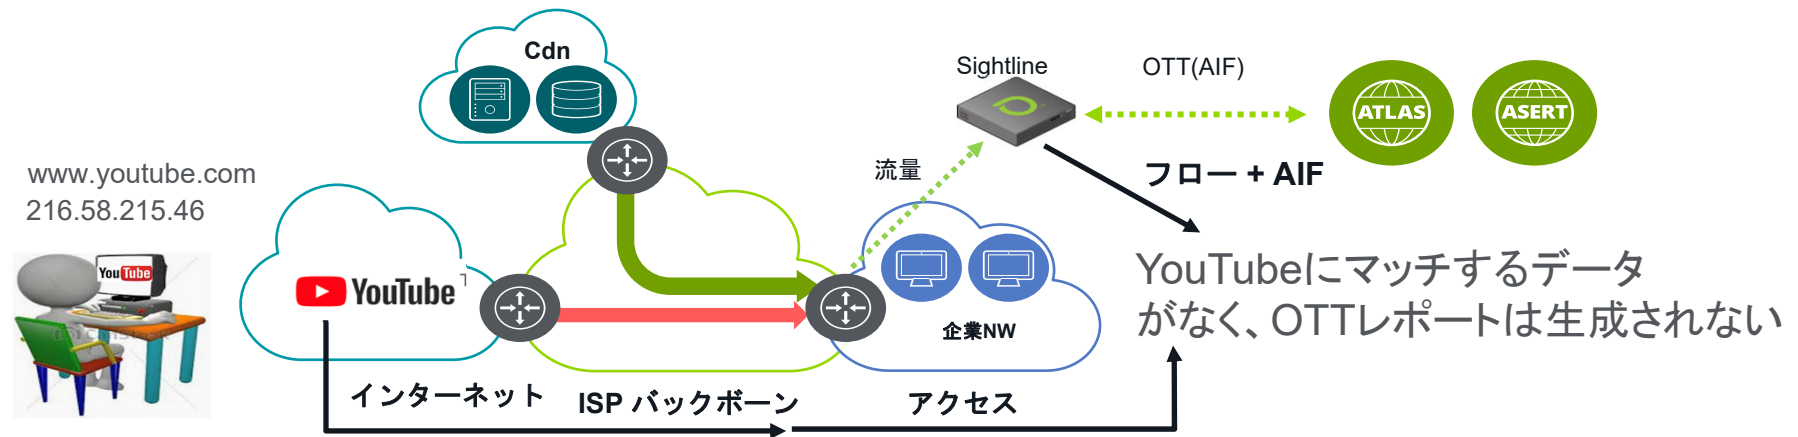 Cdn
Sightline
OTT(AIF)
ATLAS
ASERT
流量
フロー + AIF
www.youtube.com
216.58.215.46
YouTube
YouTube
企業NW
YouTubeにマッチするデータ
がなく、OTTレポートは生成されない
インターネット
ISP バックボーン
アクセス